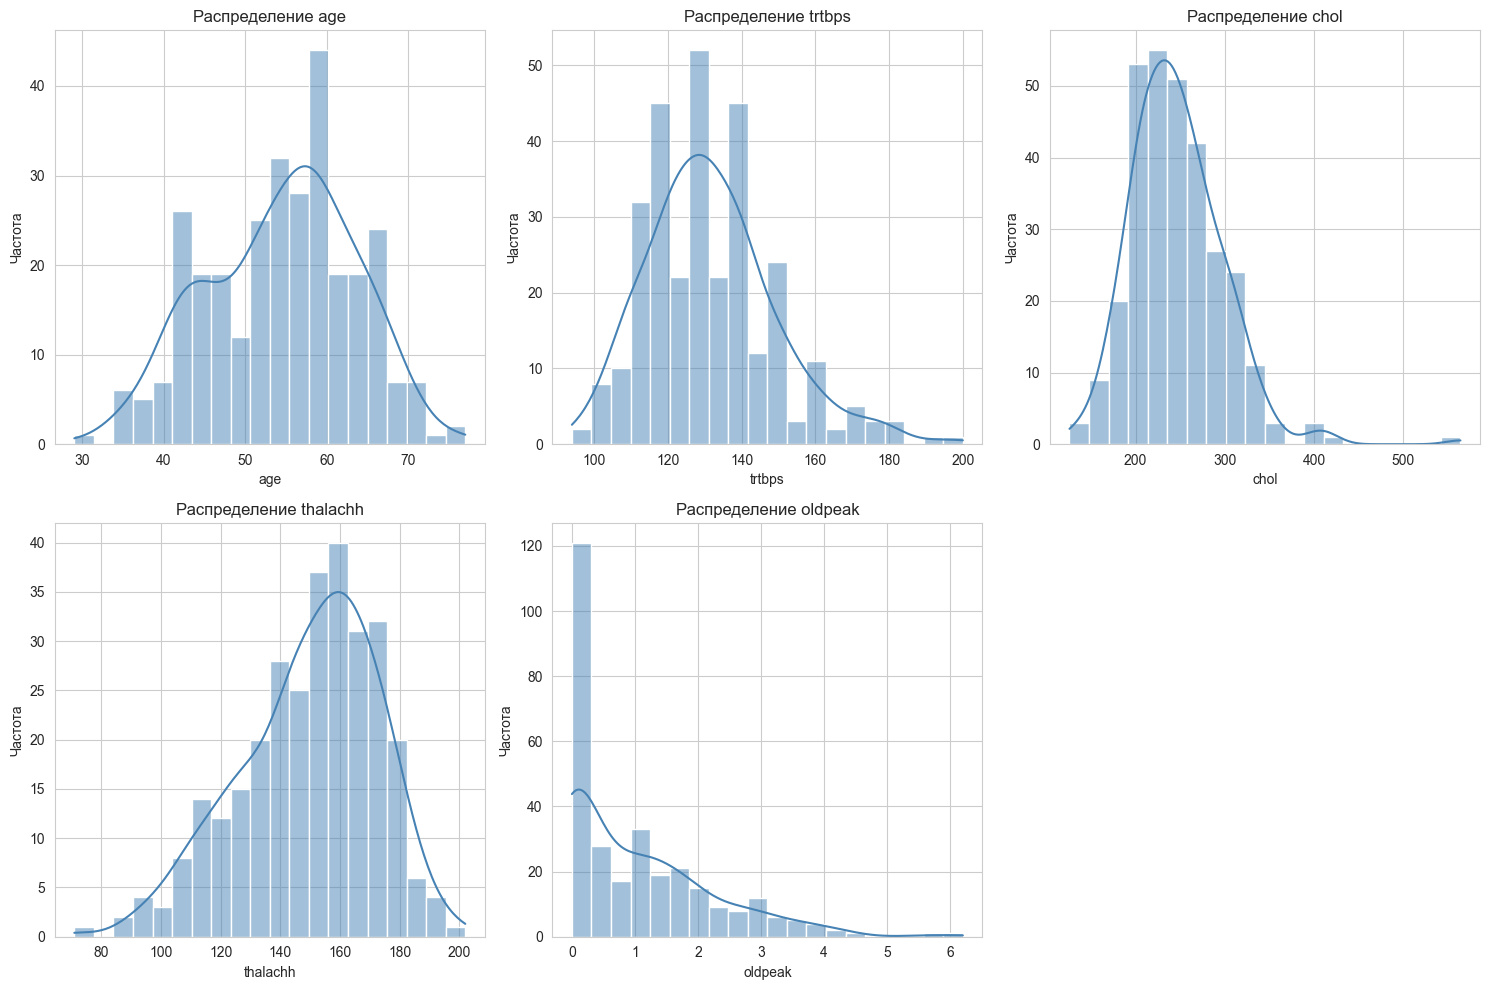 Распределение age
Частота
40
30
20
10
0
30 40 50 60 70
age
Распределение trtbps
Частота
50
40
30
20
10
0
100 120 140 160 180 200
trtbps
Распределение chol
Частота
50
40
30
20
10
0
200 300 400 500
chol
Распределение thalachh
Частота
40
35
30
25
20
15
10
5
0
80 100 120 140 160 180 200
thalachh
Распределение oldpeak
Частота
120
100
80
60
40
20
0
0 1 2 3 4 5 6
oldpeak